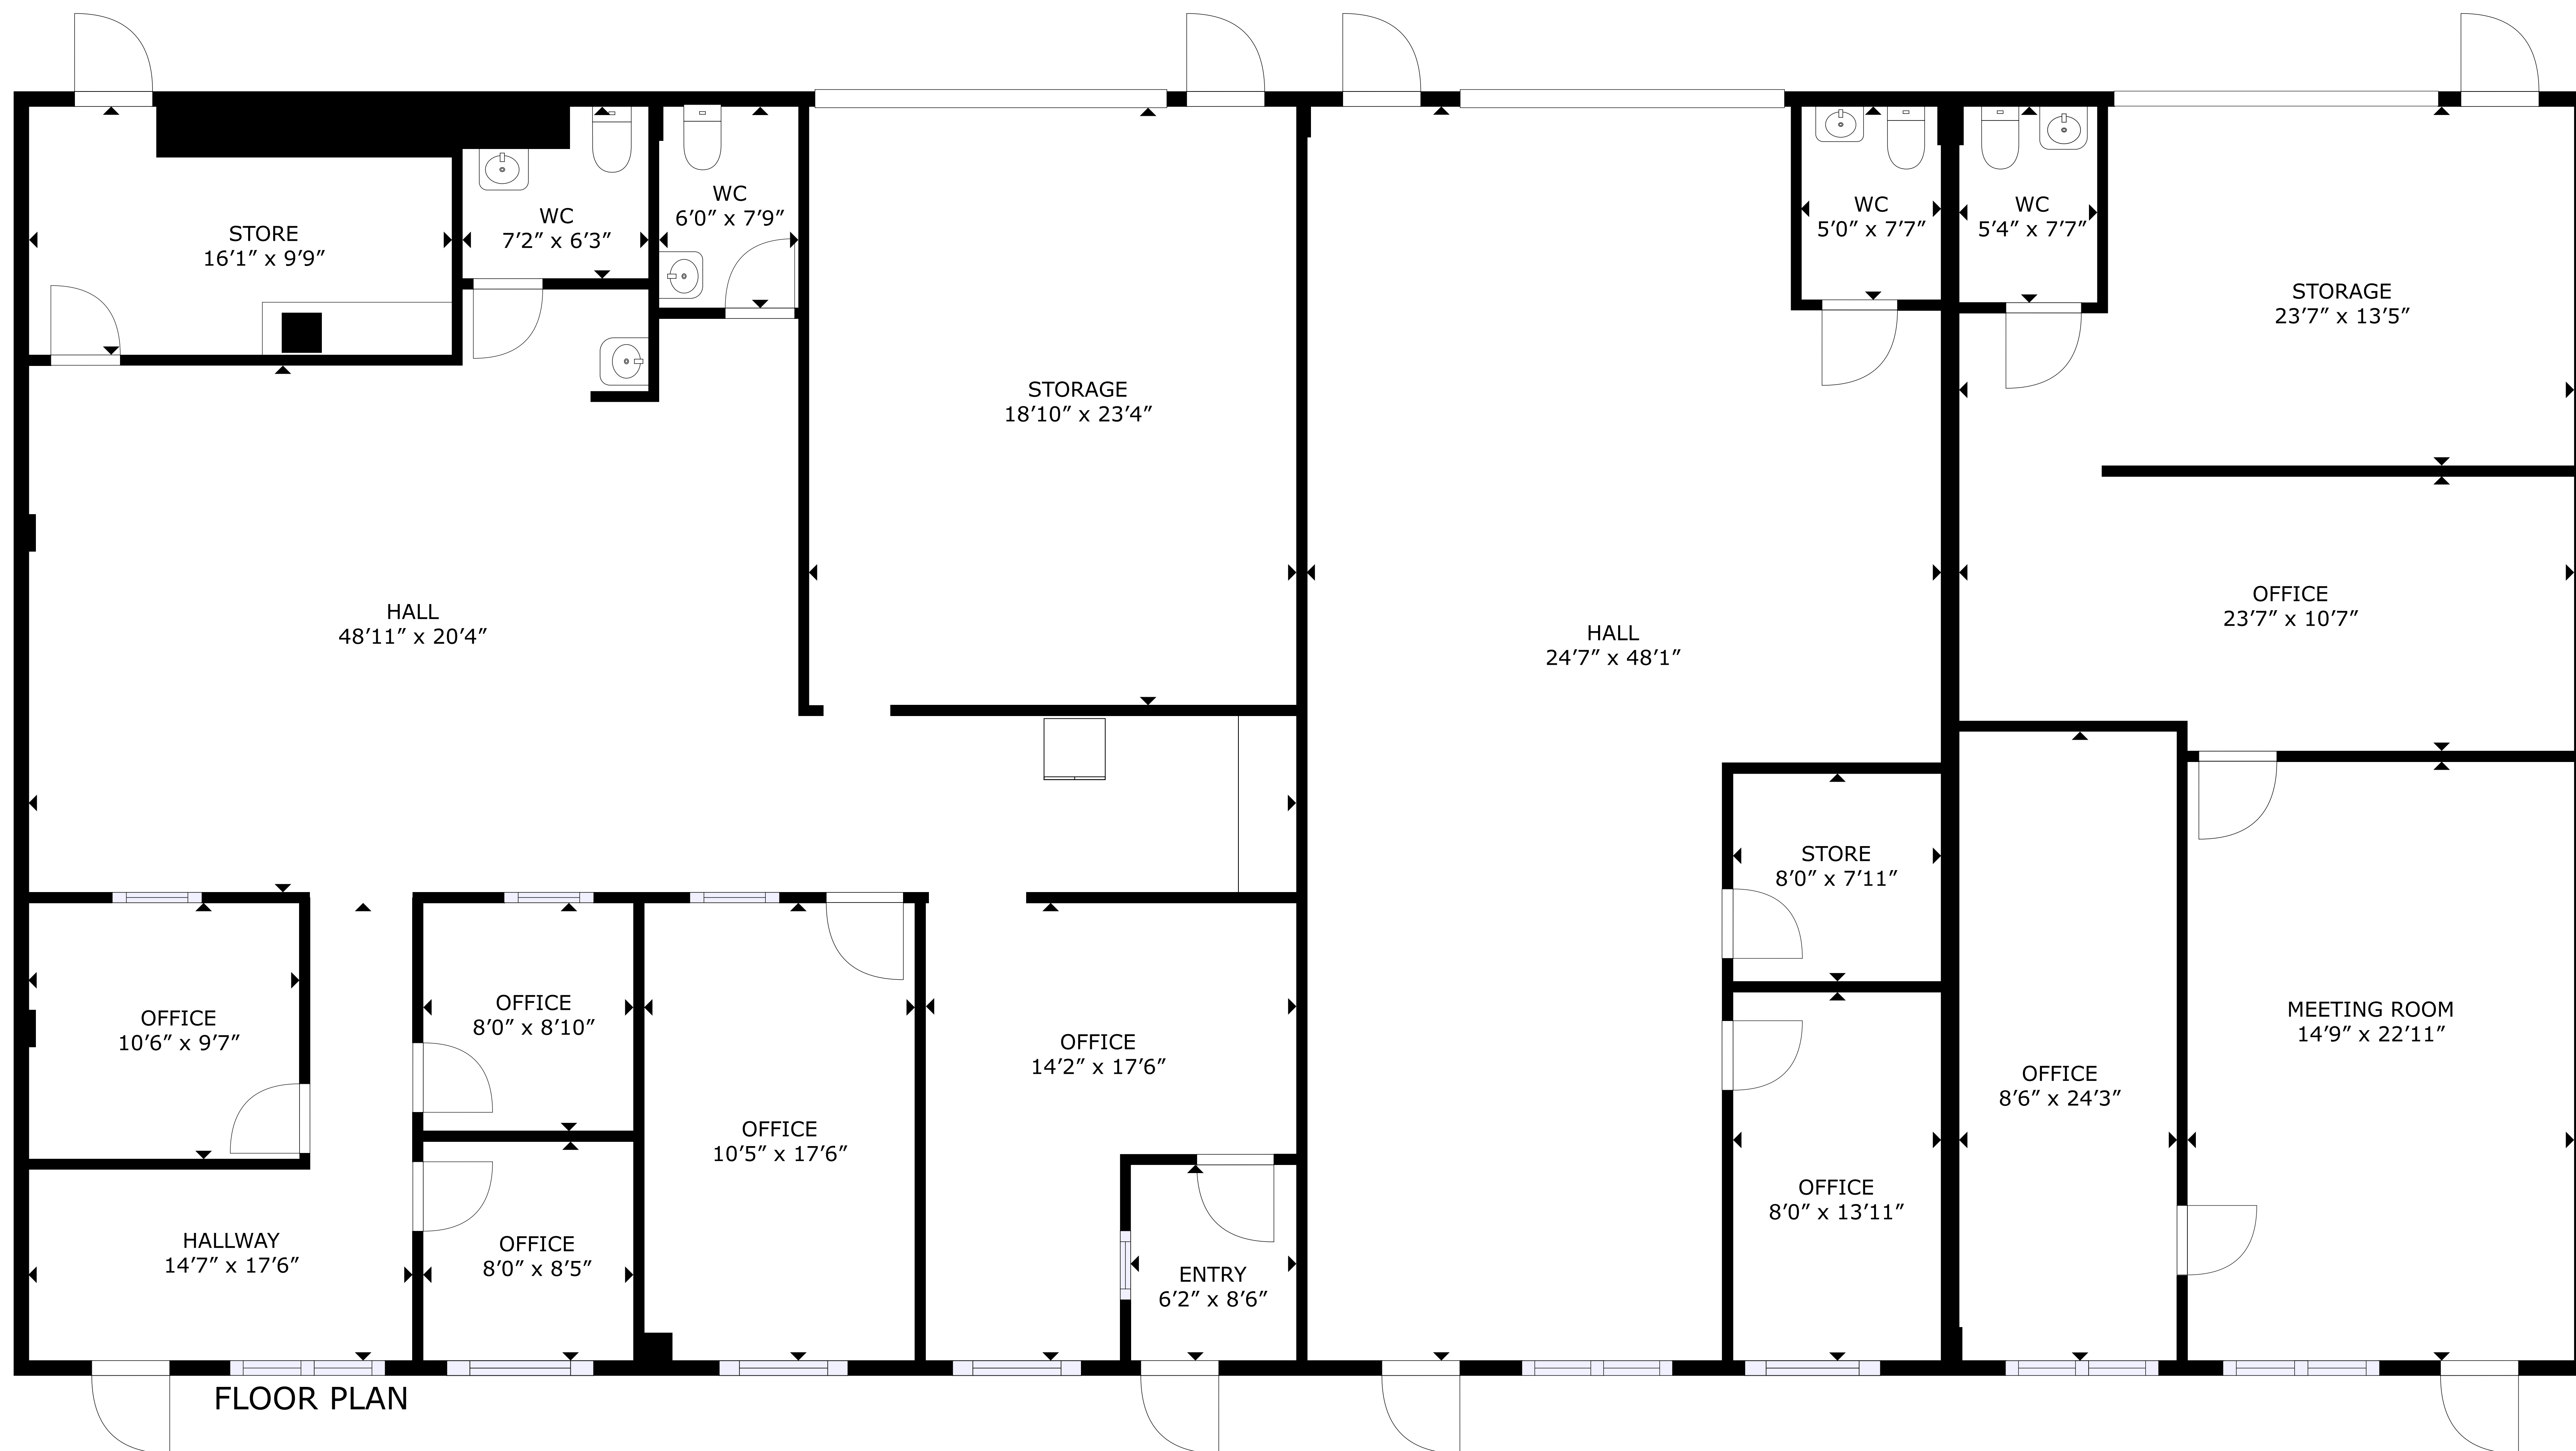 STORE
16′1″ x 9′9″
WC
7′2″ x 6′3″
WC
6′0″ x 7′9″
STORAGE
18′10″ x 23′4″
WC
5′0″ x 7′7″
WC
5′4″ x 7′7″
STORAGE
23′7″ x 13′5″
HALL
48′11″ x 20′4″
HALL
24′7″ x 48′1″
OFFICE
23′7″ x 10′7″
STORE
8′0″ x 7′11″
OFFICE
10′6″ x 9′7″
OFFICE
8′0″ x 8′10″
OFFICE
10′5″ x 17′6″
OFFICE
14′2″ x 17′6″
OFFICE
8′6″ x 24′3″
MEETING ROOM
14′9″ x 22′11″
HALLWAY
14′7″ x 17′6″
OFFICE
8′0″ x 8′5″
ENTRY
6′2″ x 8′6″
OFFICE
8′0″ x 13′11″
FLOOR PLAN